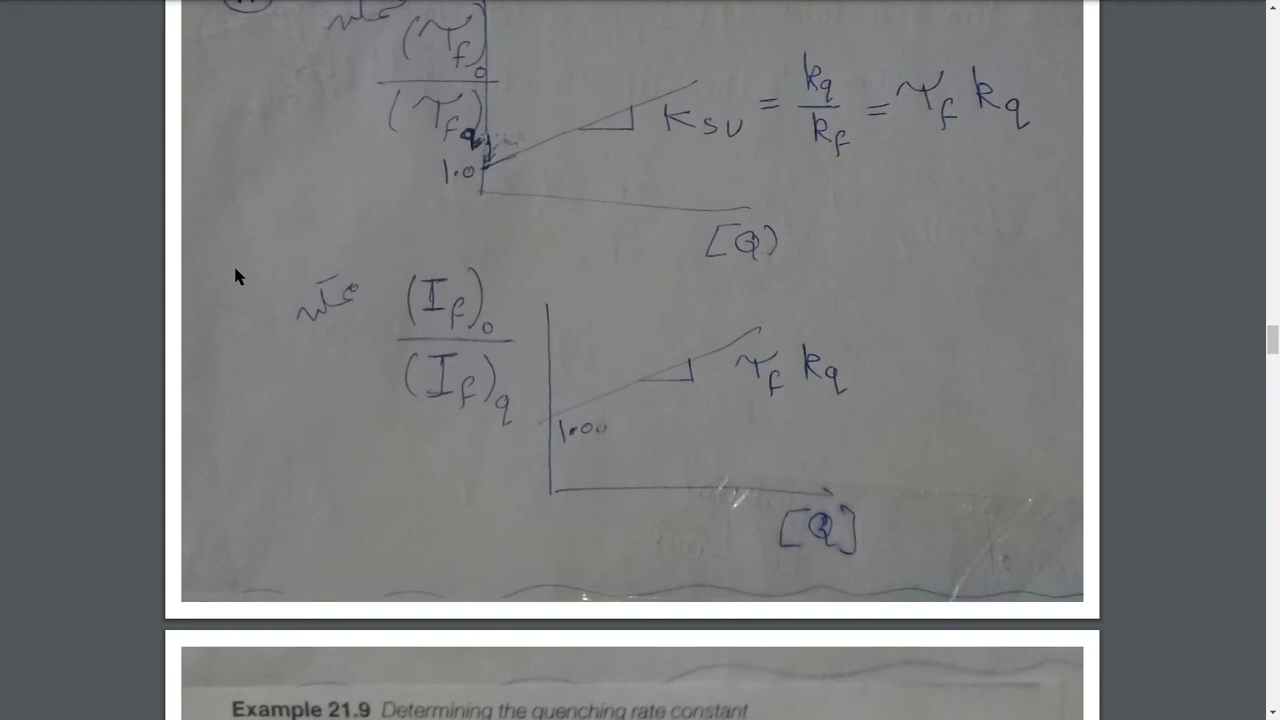 (τf)₀
(τf)q
1.0
KSV = kq/kf = τf kq
[Q]
(If)₀
(If)q
τf kq
1.00
[Q]
Example 21.9 Determining the quenching rate constant